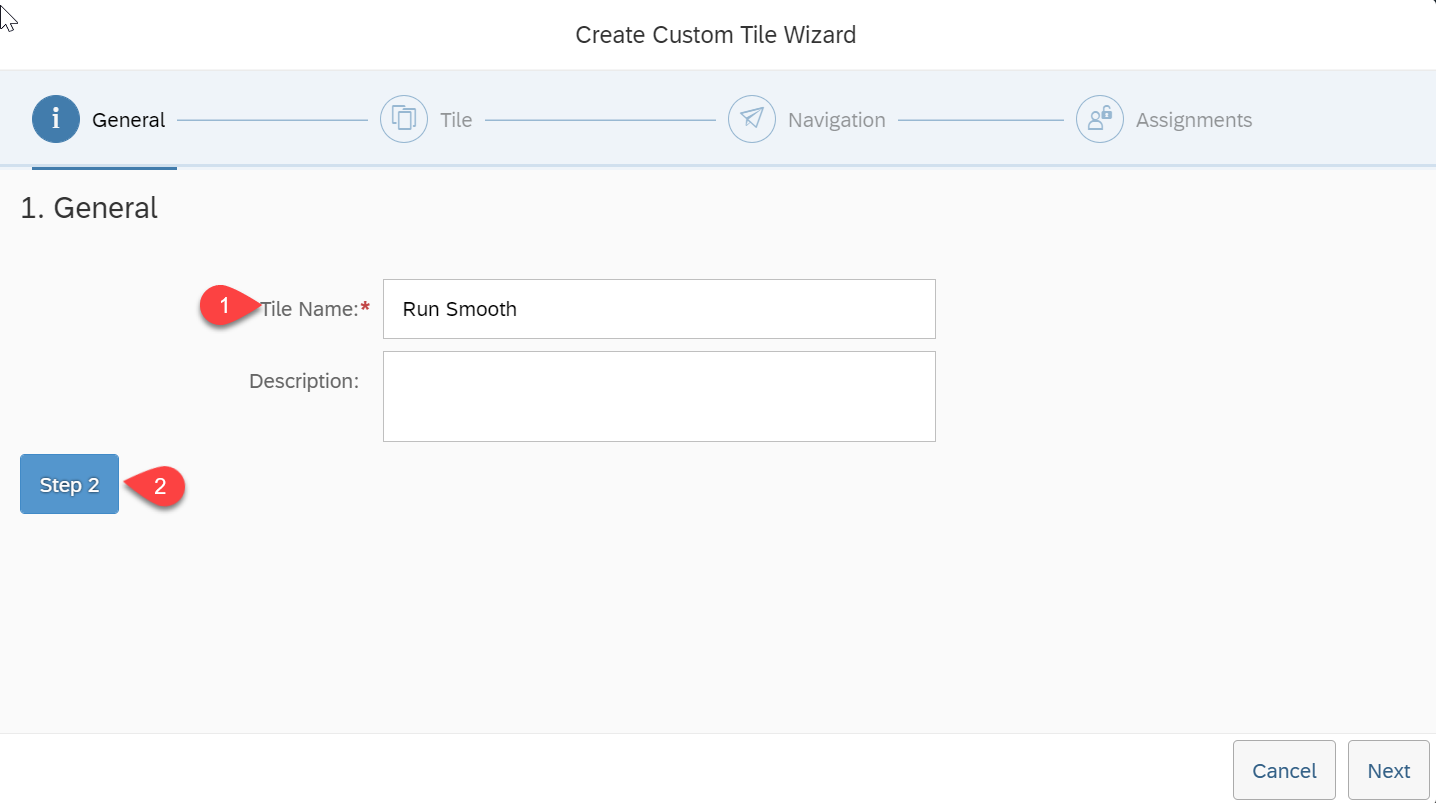 Create Custom Tile Wizard
i General Tile Navigation Assignments
1. General
1 Tile Name:* Run Smooth
Description:
Step 2 2
Cancel Next